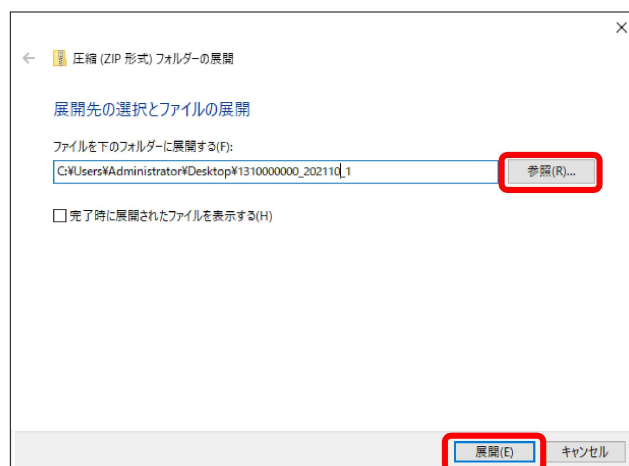 圧縮 (ZIP 形式) フォルダーの展開
展開先の選択とファイルの展開
ファイルを下のフォルダーに展開する(F):
C:¥Users¥Administrator¥Desktop¥1310000000_202110_1
参照(R)...
完了時に展開されたファイルを表示する(H)
展開(E)
キャンセル